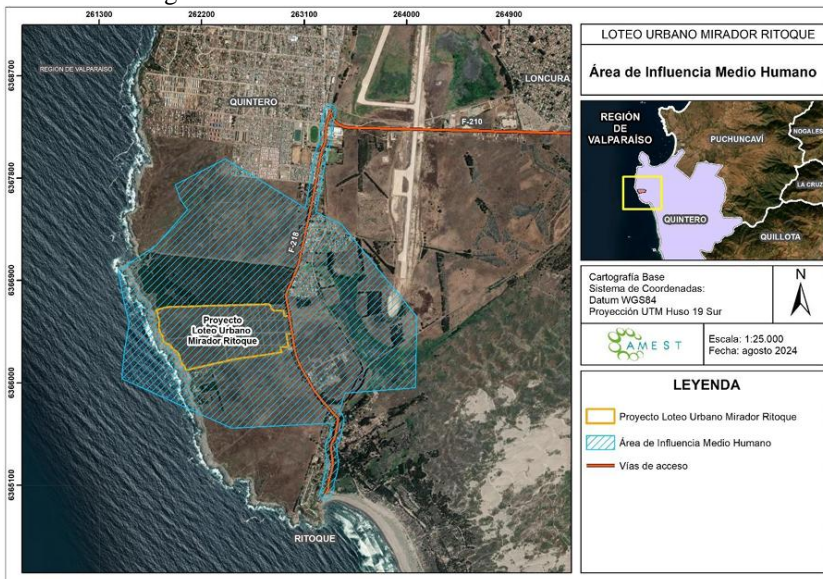 261300
262200
263100
264000
264900
6368700
6367800
6366900
6366000
6365100
REGIÓN DE VALPARAÍSO
QUINTERO
LONCURA
F-210
F-218
Proyecto
Loteo Urbano
Mirador Ritoque
RITOQUE
LOTEO URBANO MIRADOR RITOQUE
Área de Influencia Medio Humano
REGIÓN
DE
VALPARAÍSO
PUCHUNCAVÍ
NOGALES
LA CRUZ
QUINTERO
QUILLOTA
Cartografía Base
Sistema de Coordenadas:
Datum WGS84
Proyección UTM Huso 19 Sur
N
AMEST
Escala: 1:25.000
Fecha: agosto 2024
LEYENDA
Proyecto Loteo Urbano Mirador Ritoque
Área de Influencia Medio Humano
Vías de acceso